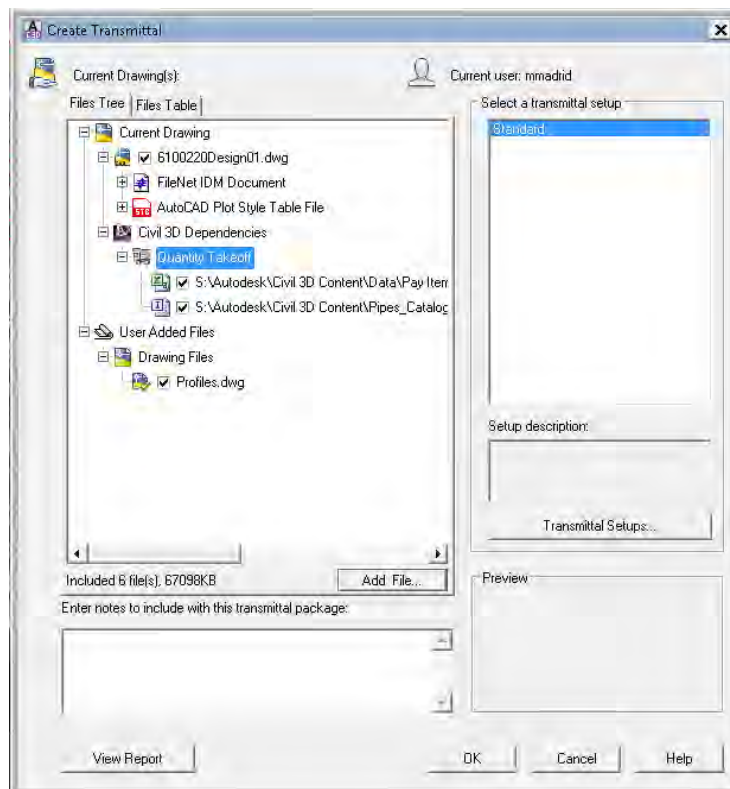 Create Transmittal
Current Drawing(s):
Current user: mmadrid
Files Tree
Files Table
Current Drawing
6100220Design01.dwg
FileNet IDM Document
AutoCAD Plot Style Table File
Civil 3D Dependencies
Quantity Takeoff
S:\Autodesk\Civil 3D Content\Data\Pay Item
S:\Autodesk\Civil 3D Content\Pipes_Catalog
User Added Files
Drawing Files
Profiles.dwg
Included 6 file(s), 67098KB
Add File...
Enter notes to include with this transmittal package:
Select a transmittal setup
Standard
Setup description:
Transmittal Setups...
Preview
View Report
OK
Cancel
Help